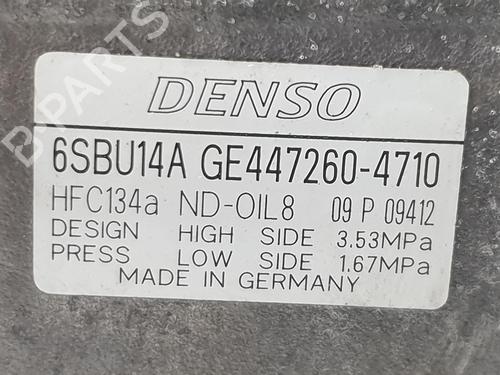 B-PARTS
DENSO
6SBU14A GE447260-4710
HFC134a ND-OIL8 09 P 09412
DESIGN HIGH SIDE 3.53MPa
PRESS LOW SIDE 1.67MPa
MADE IN GERMANY